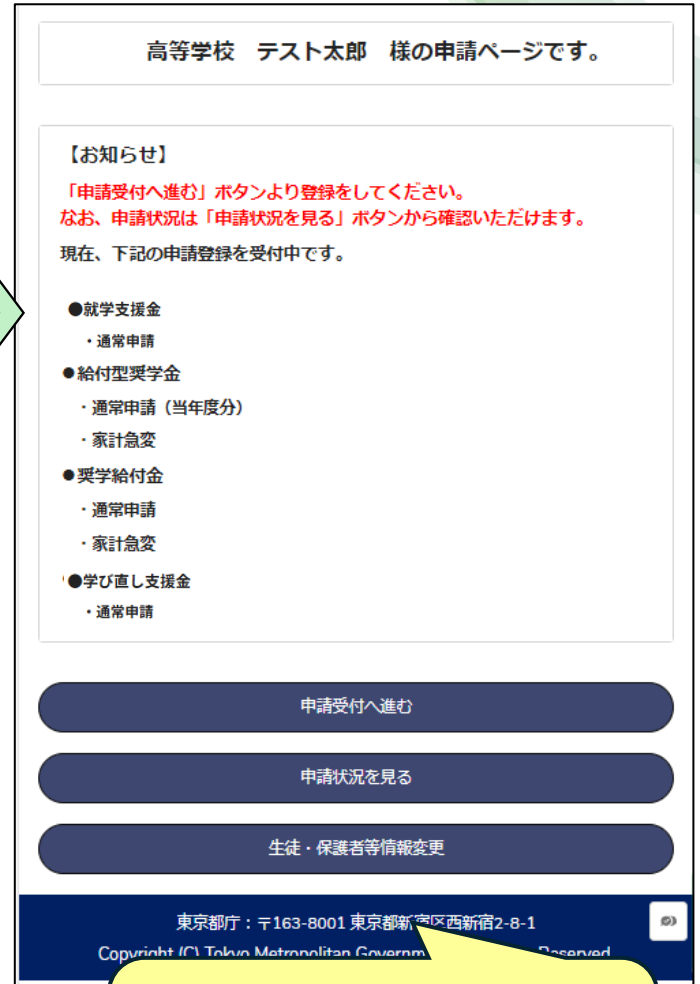 高等学校　テスト太郎　様の申請ページです。
【お知らせ】
「申請受付へ進む」ボタンより登録をしてください。
なお、申請状況は「申請状況を見る」ボタンから確認いただけます。
現在、下記の申請登録を受付中です。
●就学支援金
・通常申請
●給付型奨学金
・通常申請（当年度分）
・家計急変
●奨学給付金
・通常申請
・家計急変
●学び直し支援金
・通常申請
申請受付へ進む
申請状況を見る
生徒・保護者等情報変更
東京都庁：〒163-8001 東京都新宿区西新宿2-8-1
Copyright (C) Tokyo Metropolitan Reserved